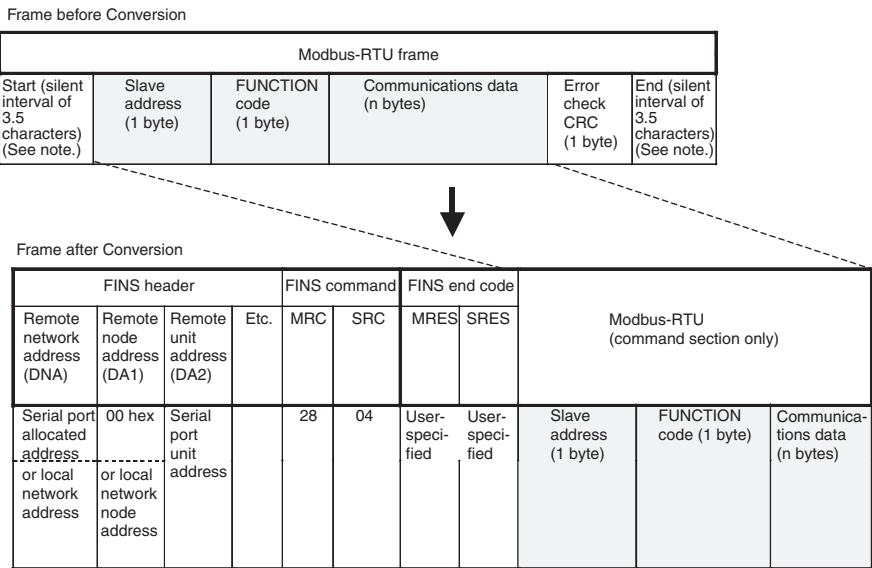 Frame before Conversion
Modbus-RTU frame
Start (silent
interval of
3.5
characters)
(See note.)
Slave
address
(1 byte)
FUNCTION
code
(1 byte)
Communications data
(n bytes)
Error
check
CRC
(1 byte)
End (silent
interval of
3.5
characters)
(See note.)
Frame after Conversion
FINS header
FINS command
FINS end code
Modbus-RTU
(command section only)
Remote
network
address
(DNA)
Remote
node
address
(DA1)
Remote
unit
address
(DA2)
Etc.
MRC
SRC
MRES
SRES
Serial port
allocated
address
or local
network
address
00 hex
or local
network
node
address
Serial
port
unit
address
28
04
User-
speci-
fied
User-
speci-
fied
Slave
address
(1 byte)
FUNCTION
code (1 byte)
Communica-
tions data
(n bytes)